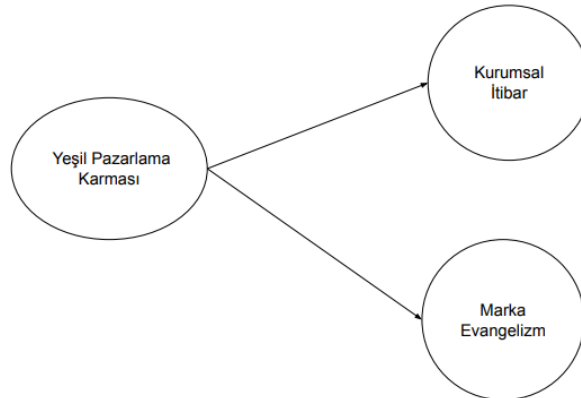 Kurumsal
İtibar
Yeşil Pazarlama
Karması
Marka
Evangelizm